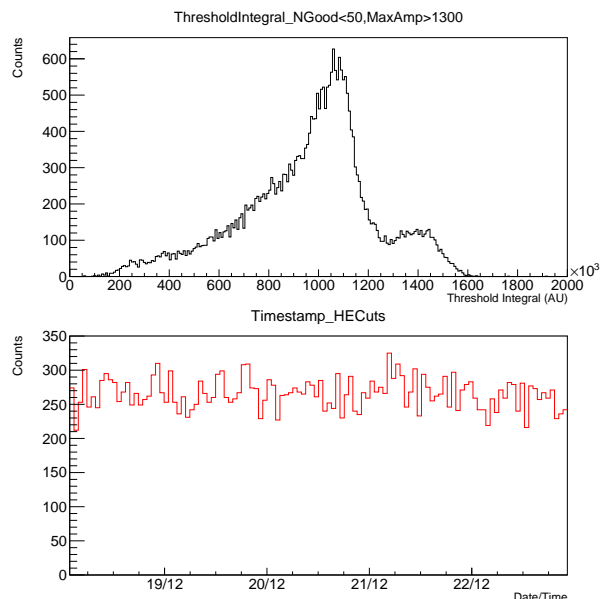 ThresholdIntegral_NGood<50,MaxAmp>1300
Counts
600
500
400
300
200
100
0
0 200 400 600 800 1000 1200 1400 1600 1800 2000 ×10³
Threshold Integral (AU)
Timestamp_HECuts
Counts
350
300
250
200
150
100
50
0
19/12 20/12 21/12 22/12
Date/Time